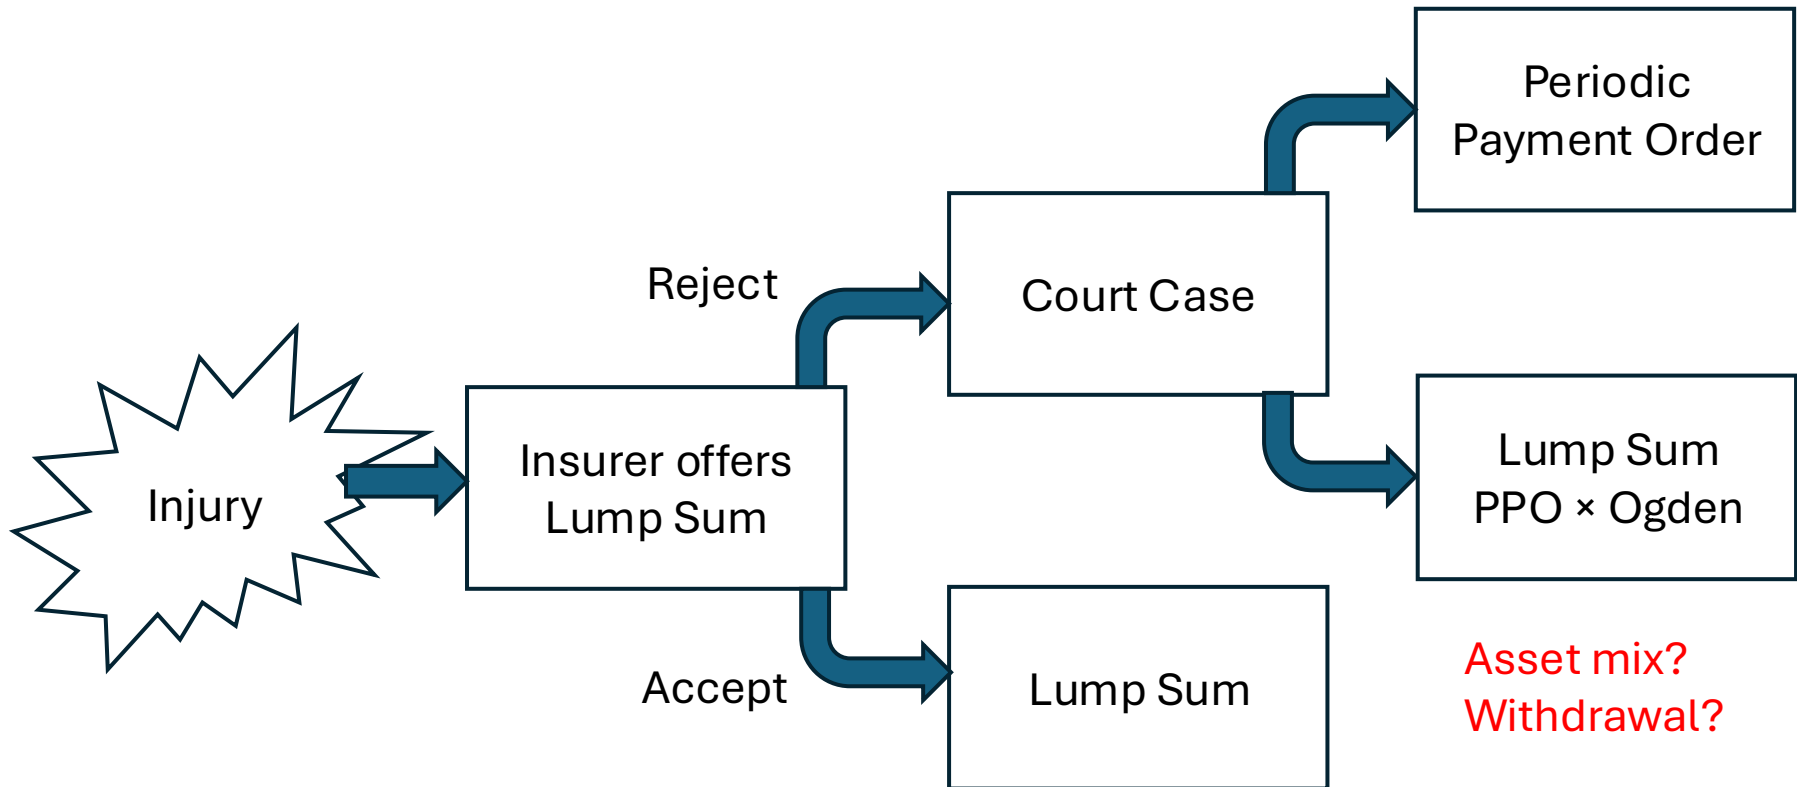 Periodic
Payment Order
Reject
Court Case
Injury
Insurer offers
Lump Sum
Lump Sum
PPO × Ogden
Accept
Lump Sum
Asset mix?
Withdrawal?